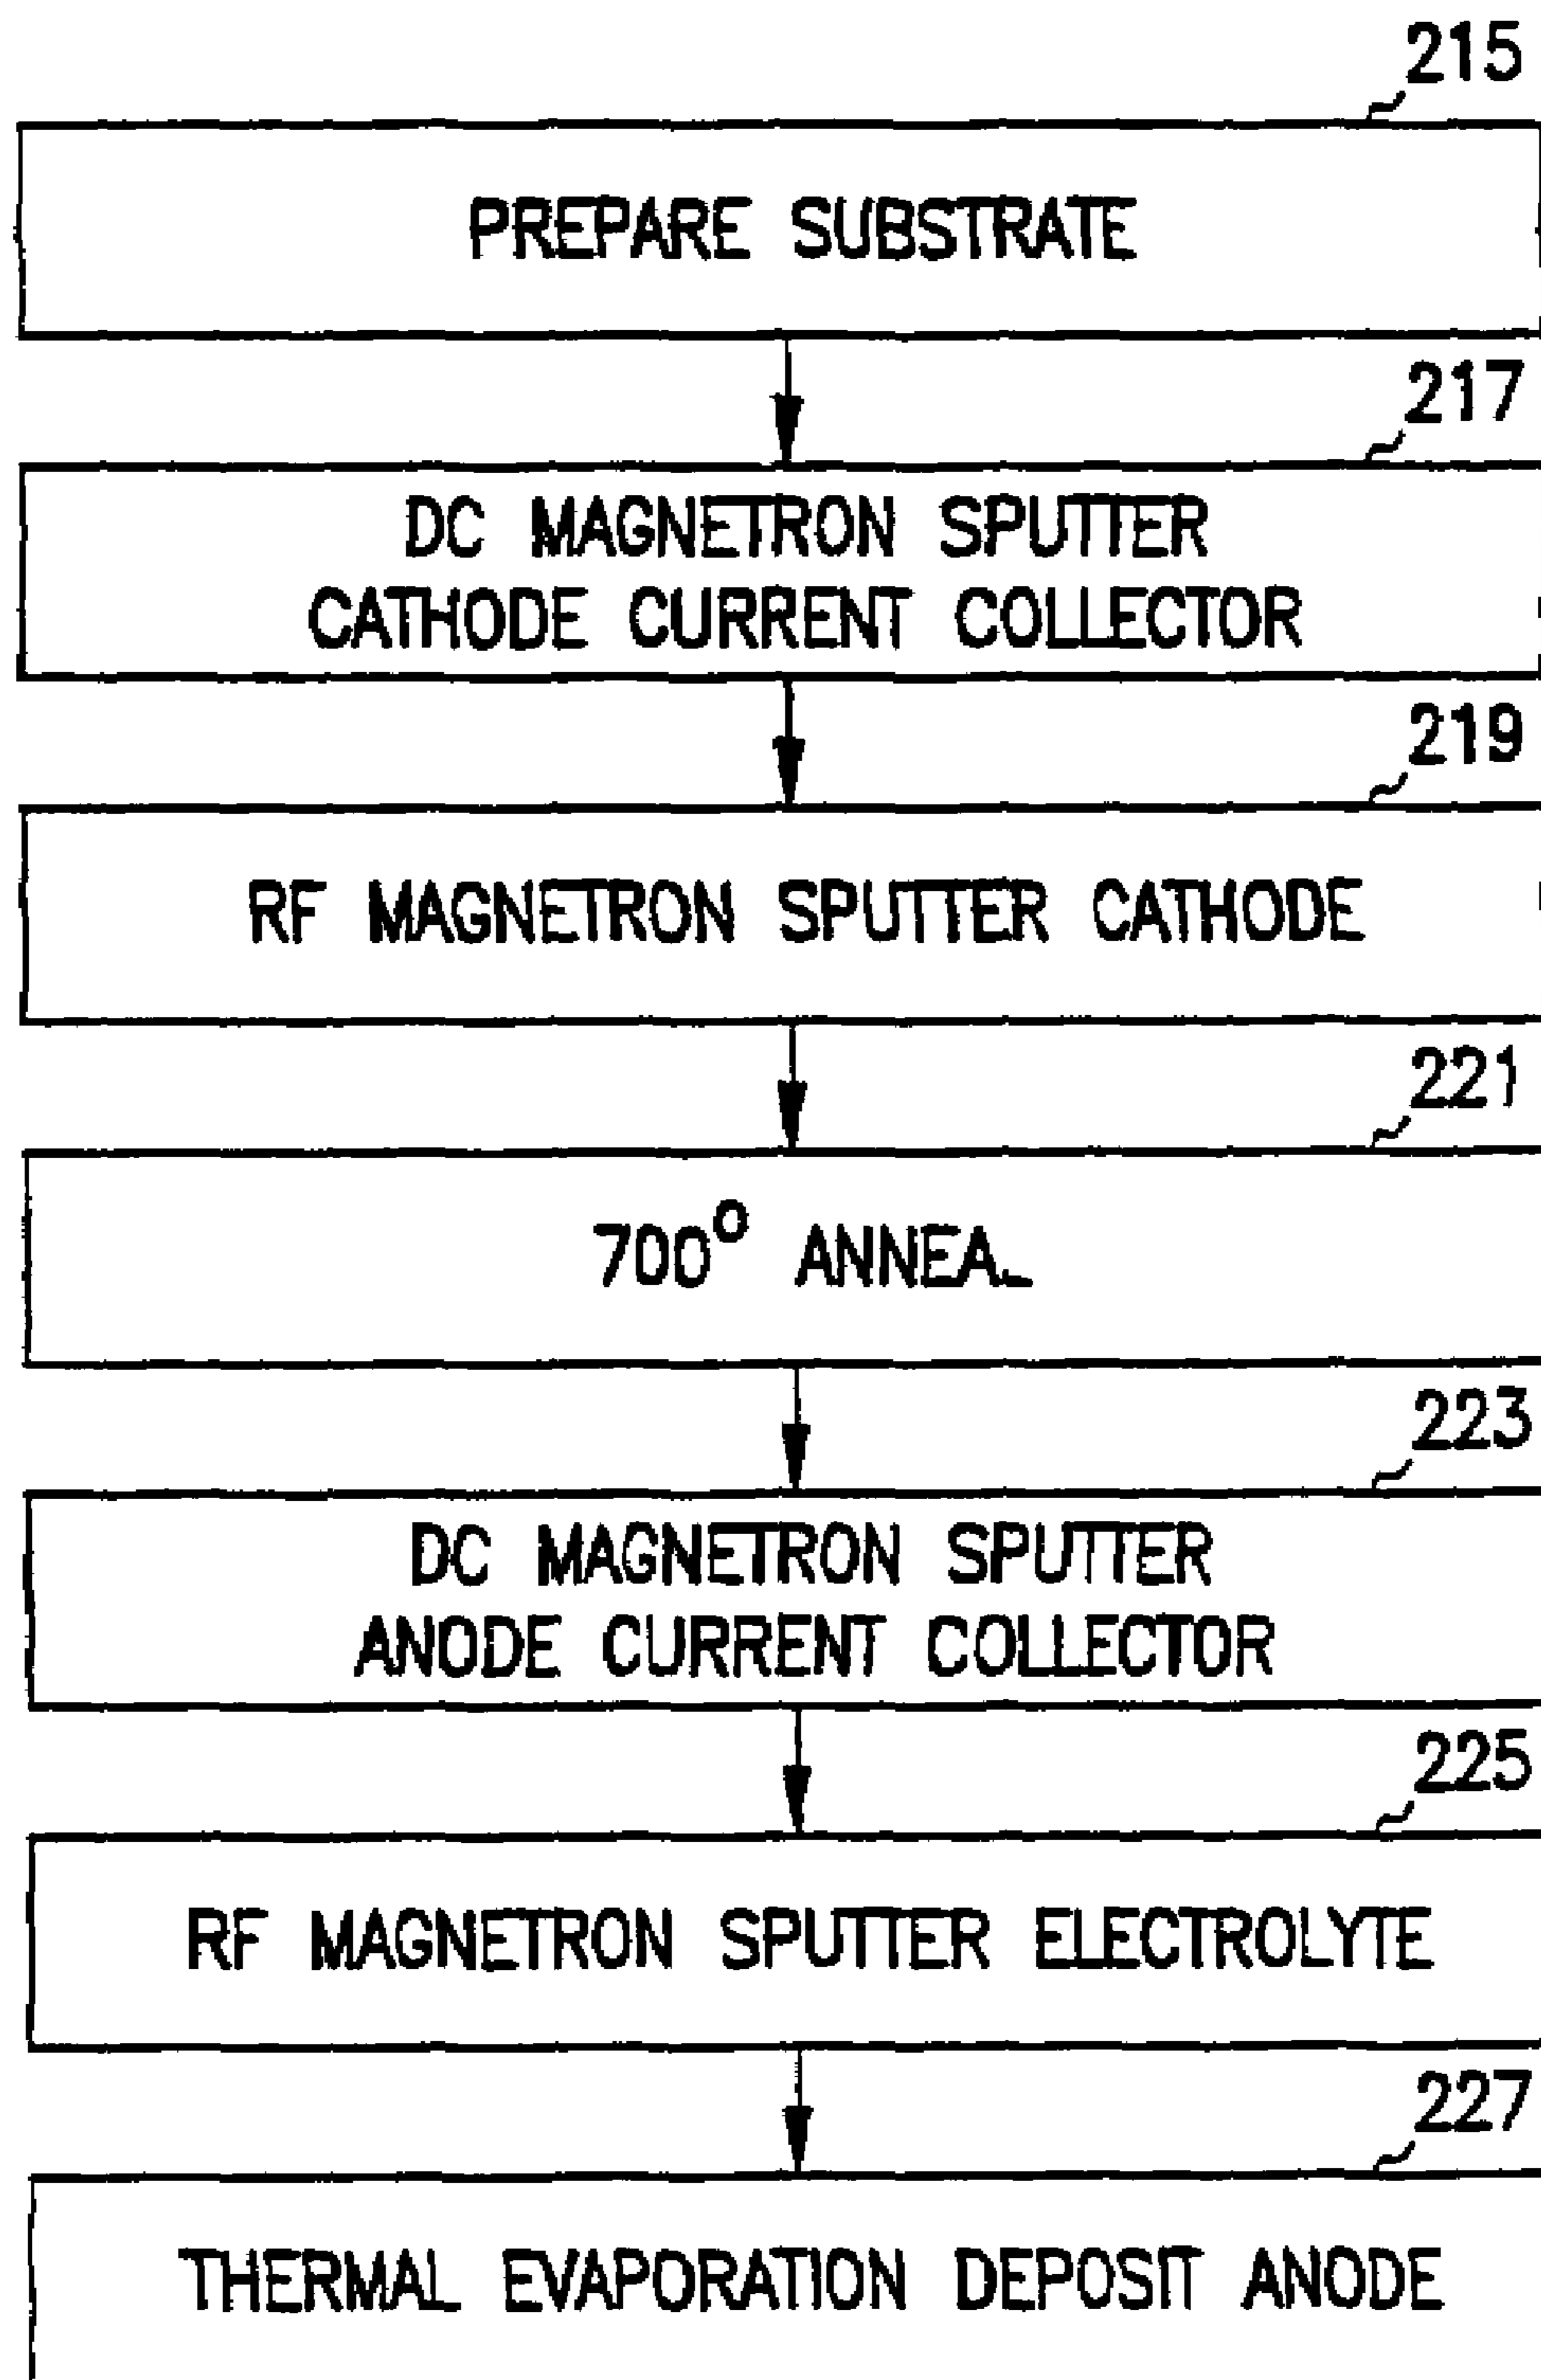 215
PREPARE SUBSTRATE
217
DC MAGNETRON SPUTTER
CATHODE CURRENT COLLECTOR
219
RF MAGNETRON SPUTTER CATHODE
221
700° ANNEAL
223
DC MAGNETRON SPUTTER
ANODE CURRENT COLLECTOR
225
RF MAGNETRON SPUTTER ELECTROLYTE
227
THERMAL EVAPORATION DEPOSIT ANODE